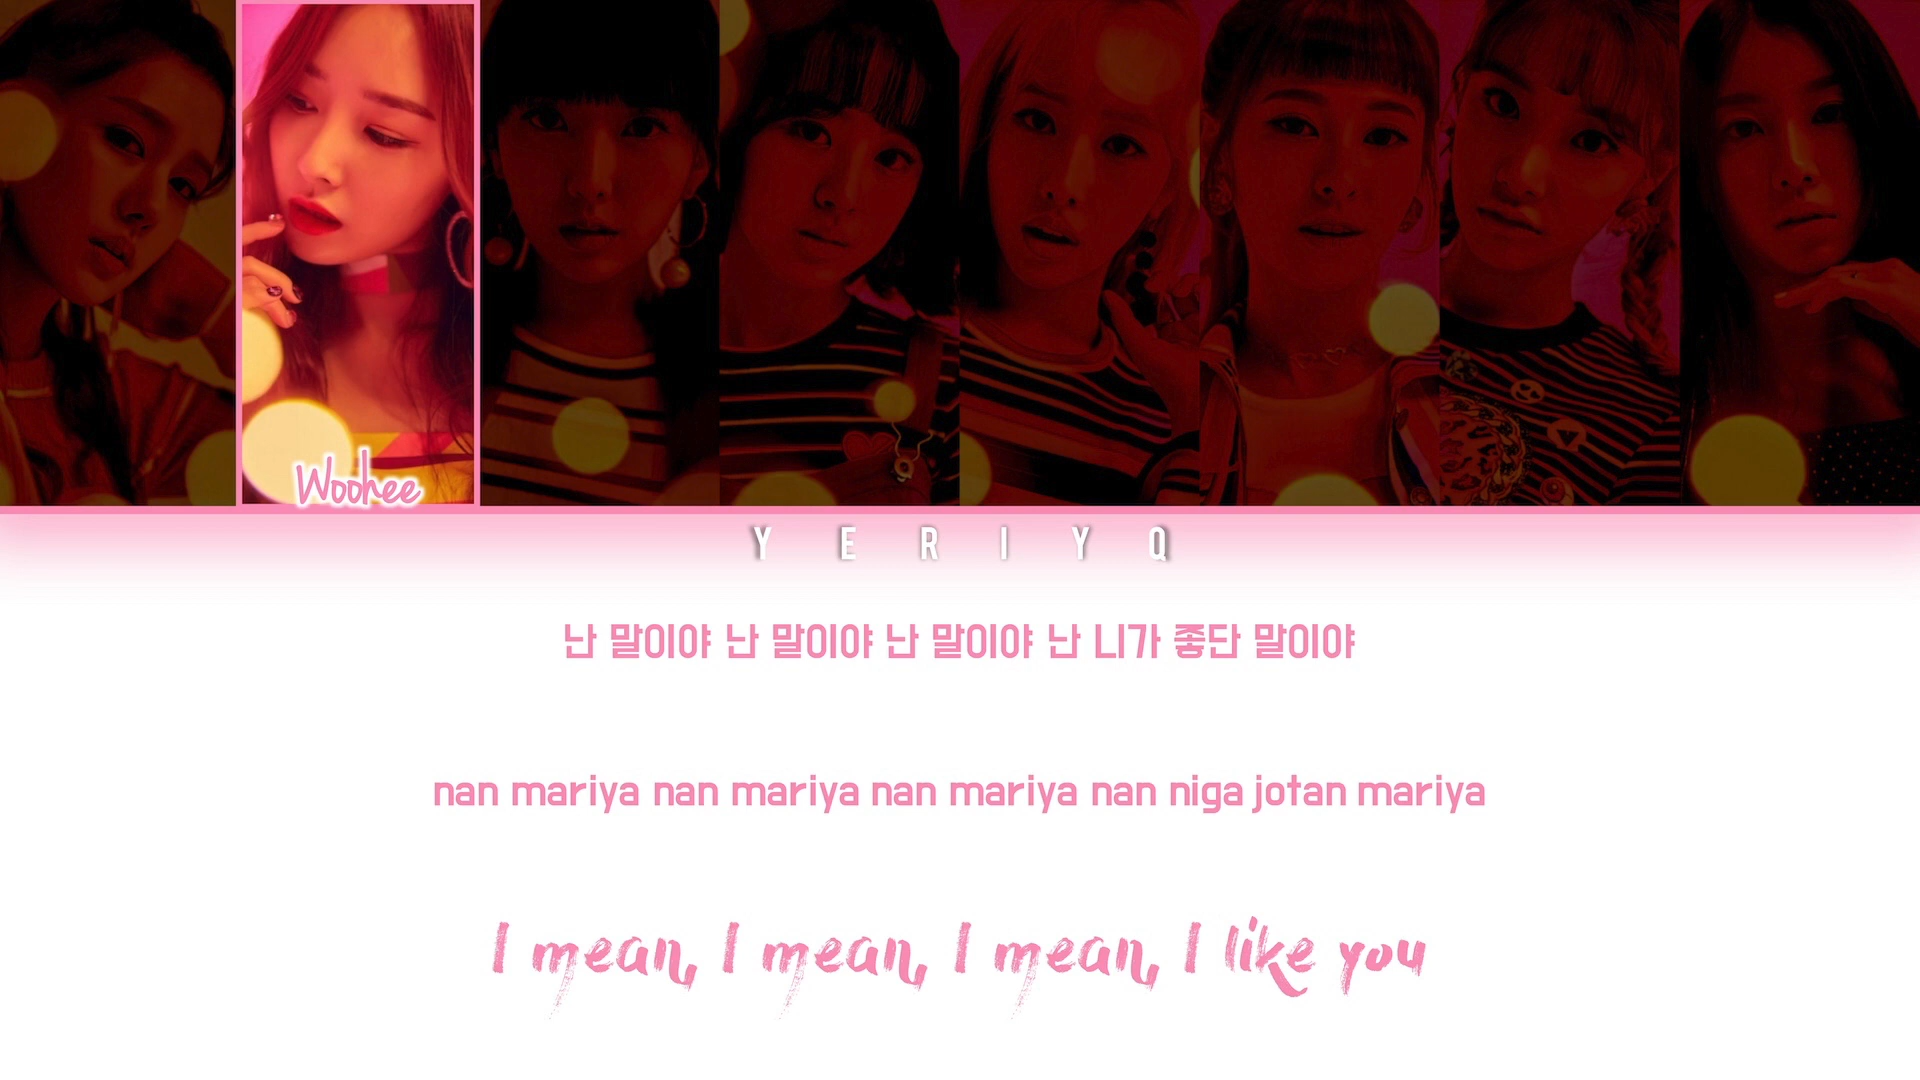 Woohee
YERIYQ
난 말이야 난 말이야 난 말이야 난 니가 좋단 말이야
nan mariya nan mariya nan mariya nan niga jotan mariya
I mean, I mean, I mean, I like you